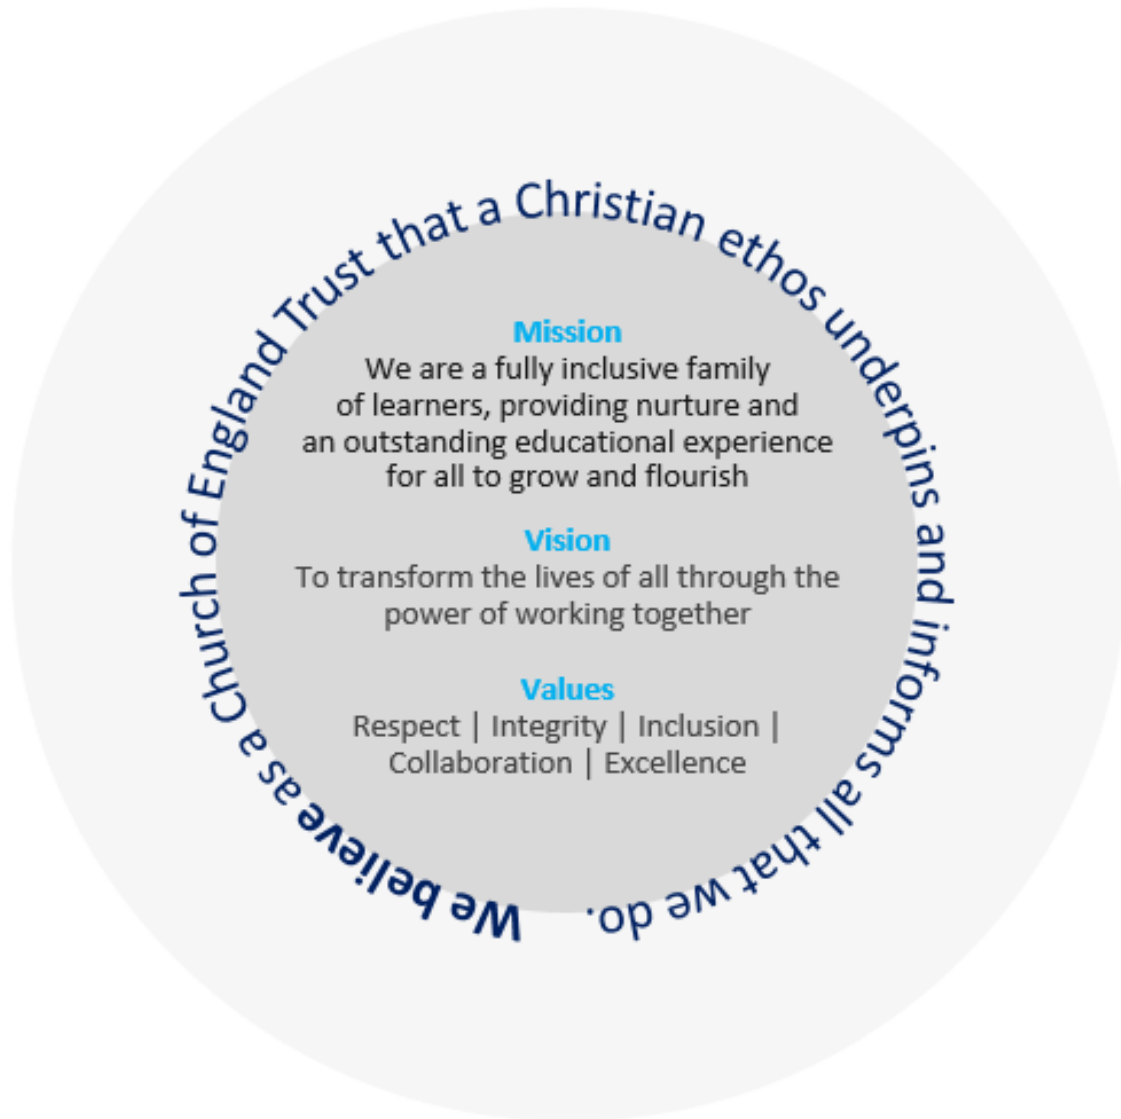 We believe as a Church of England Trust that a Christian ethos underpins and informs all that we do.
Mission
We are a fully inclusive family
of learners, providing nurture and
an outstanding educational experience
for all to grow and flourish
Vision
To transform the lives of all through the
power of working together
Values
Respect | Integrity | Inclusion |
Collaboration | Excellence